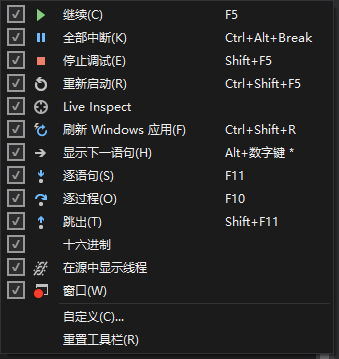 继续(C) F5
全部中断(K) Ctrl+Alt+Break
停止调试(E) Shift+F5
重新启动(R) Ctrl+Shift+F5
Live Inspect
刷新 Windows 应用(F) Ctrl+Shift+R
显示下一语句(H) Alt+数字键 *
逐语句(S) F11
逐过程(O) F10
跳出(T) Shift+F11
十六进制
在源中显示线程
窗口(W)
自定义(C)...
重置工具栏(R)